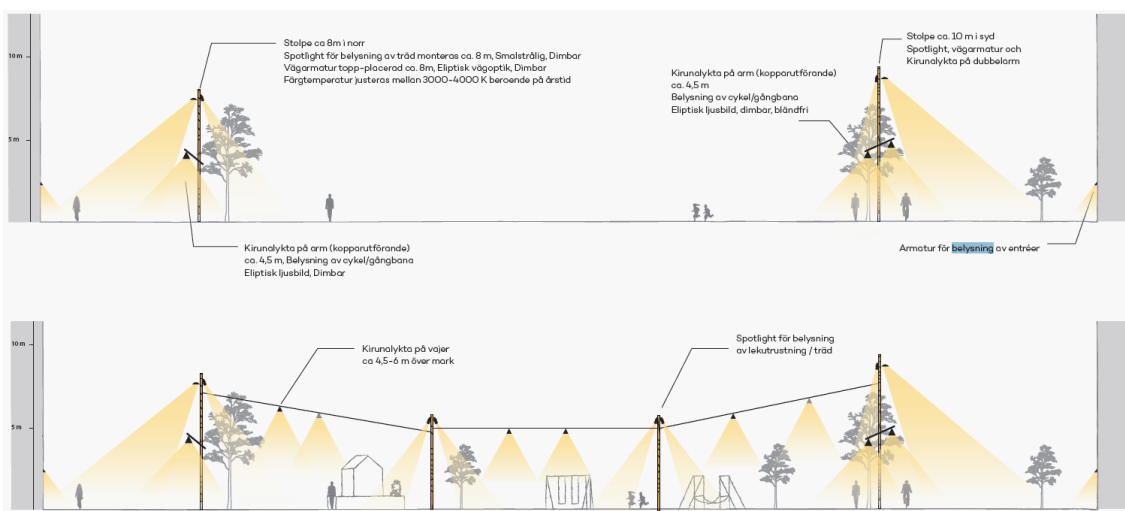 10 m
5 m
Stolpe ca 8m i norr
Spotlight för belysning av träd monteras ca. 8 m, Smalstrålig, Dimbar
Vägarmatur topp-placerad ca. 8m, Eliptisk vägoptik, Dimbar
Färgtemperatur justeras mellan 3000-4000 K beroende på årstid
Kirunalykta på arm (kopparutförande)
ca. 4,5 m
Belysning av cykel/gångbana
Eliptisk ljusbild, dimbar, bländfri
Stolpe ca. 10 m i syd
Spotlight, vägarmatur och
Kirunalykta på dubbelarm
Kirunalykta på arm (kopparutförande)
ca. 4,5 m, Belysning av cykel/gångbana
Eliptisk ljusbild, Dimbar
Armatur för belysning av entréer
10 m
5 m
Kirunalykta på vajer
ca 4,5-6 m över mark
Spotlight för belysning
av lekutrustning / träd